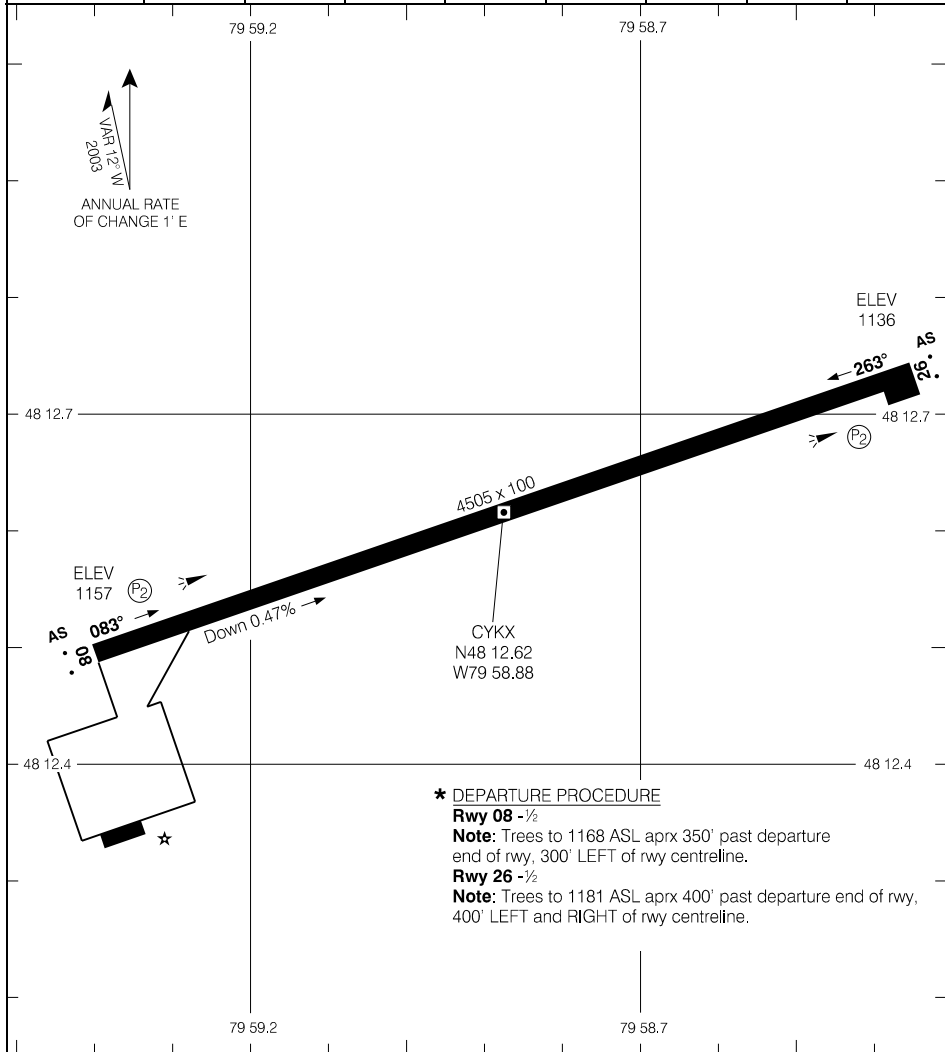 79 59.2
79 58.7
VAR 12° W
2003
ANNUAL RATE
OF CHANGE 1' E
ELEV
1136
AS
26
263°
48 12.7
48 12.7
P2
4505 x 100
ELEV
1157
P2
083°
Down 0.47%
AS
08
CYKX
N48 12.62
W79 58.88
48 12.4
48 12.4
* DEPARTURE PROCEDURE
Rwy 08 - ½
Note: Trees to 1168 ASL aprx 350' past departure
end of rwy, 300' LEFT of rwy centreline.
Rwy 26 - ½
Note: Trees to 1181 ASL aprx 400' past departure end of rwy,
400' LEFT and RIGHT of rwy centreline.
79 59.2
79 58.7